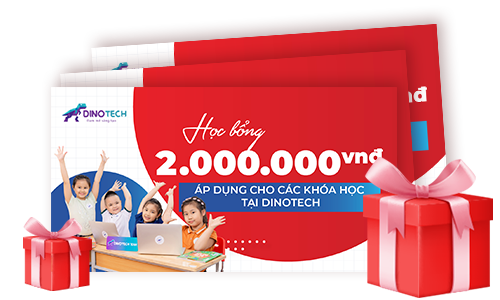 DINOTECH
Học bổng
2.000.000vnđ
ÁP DỤNG CHO CÁC KHÓA HỌC
TẠI DINOTECH